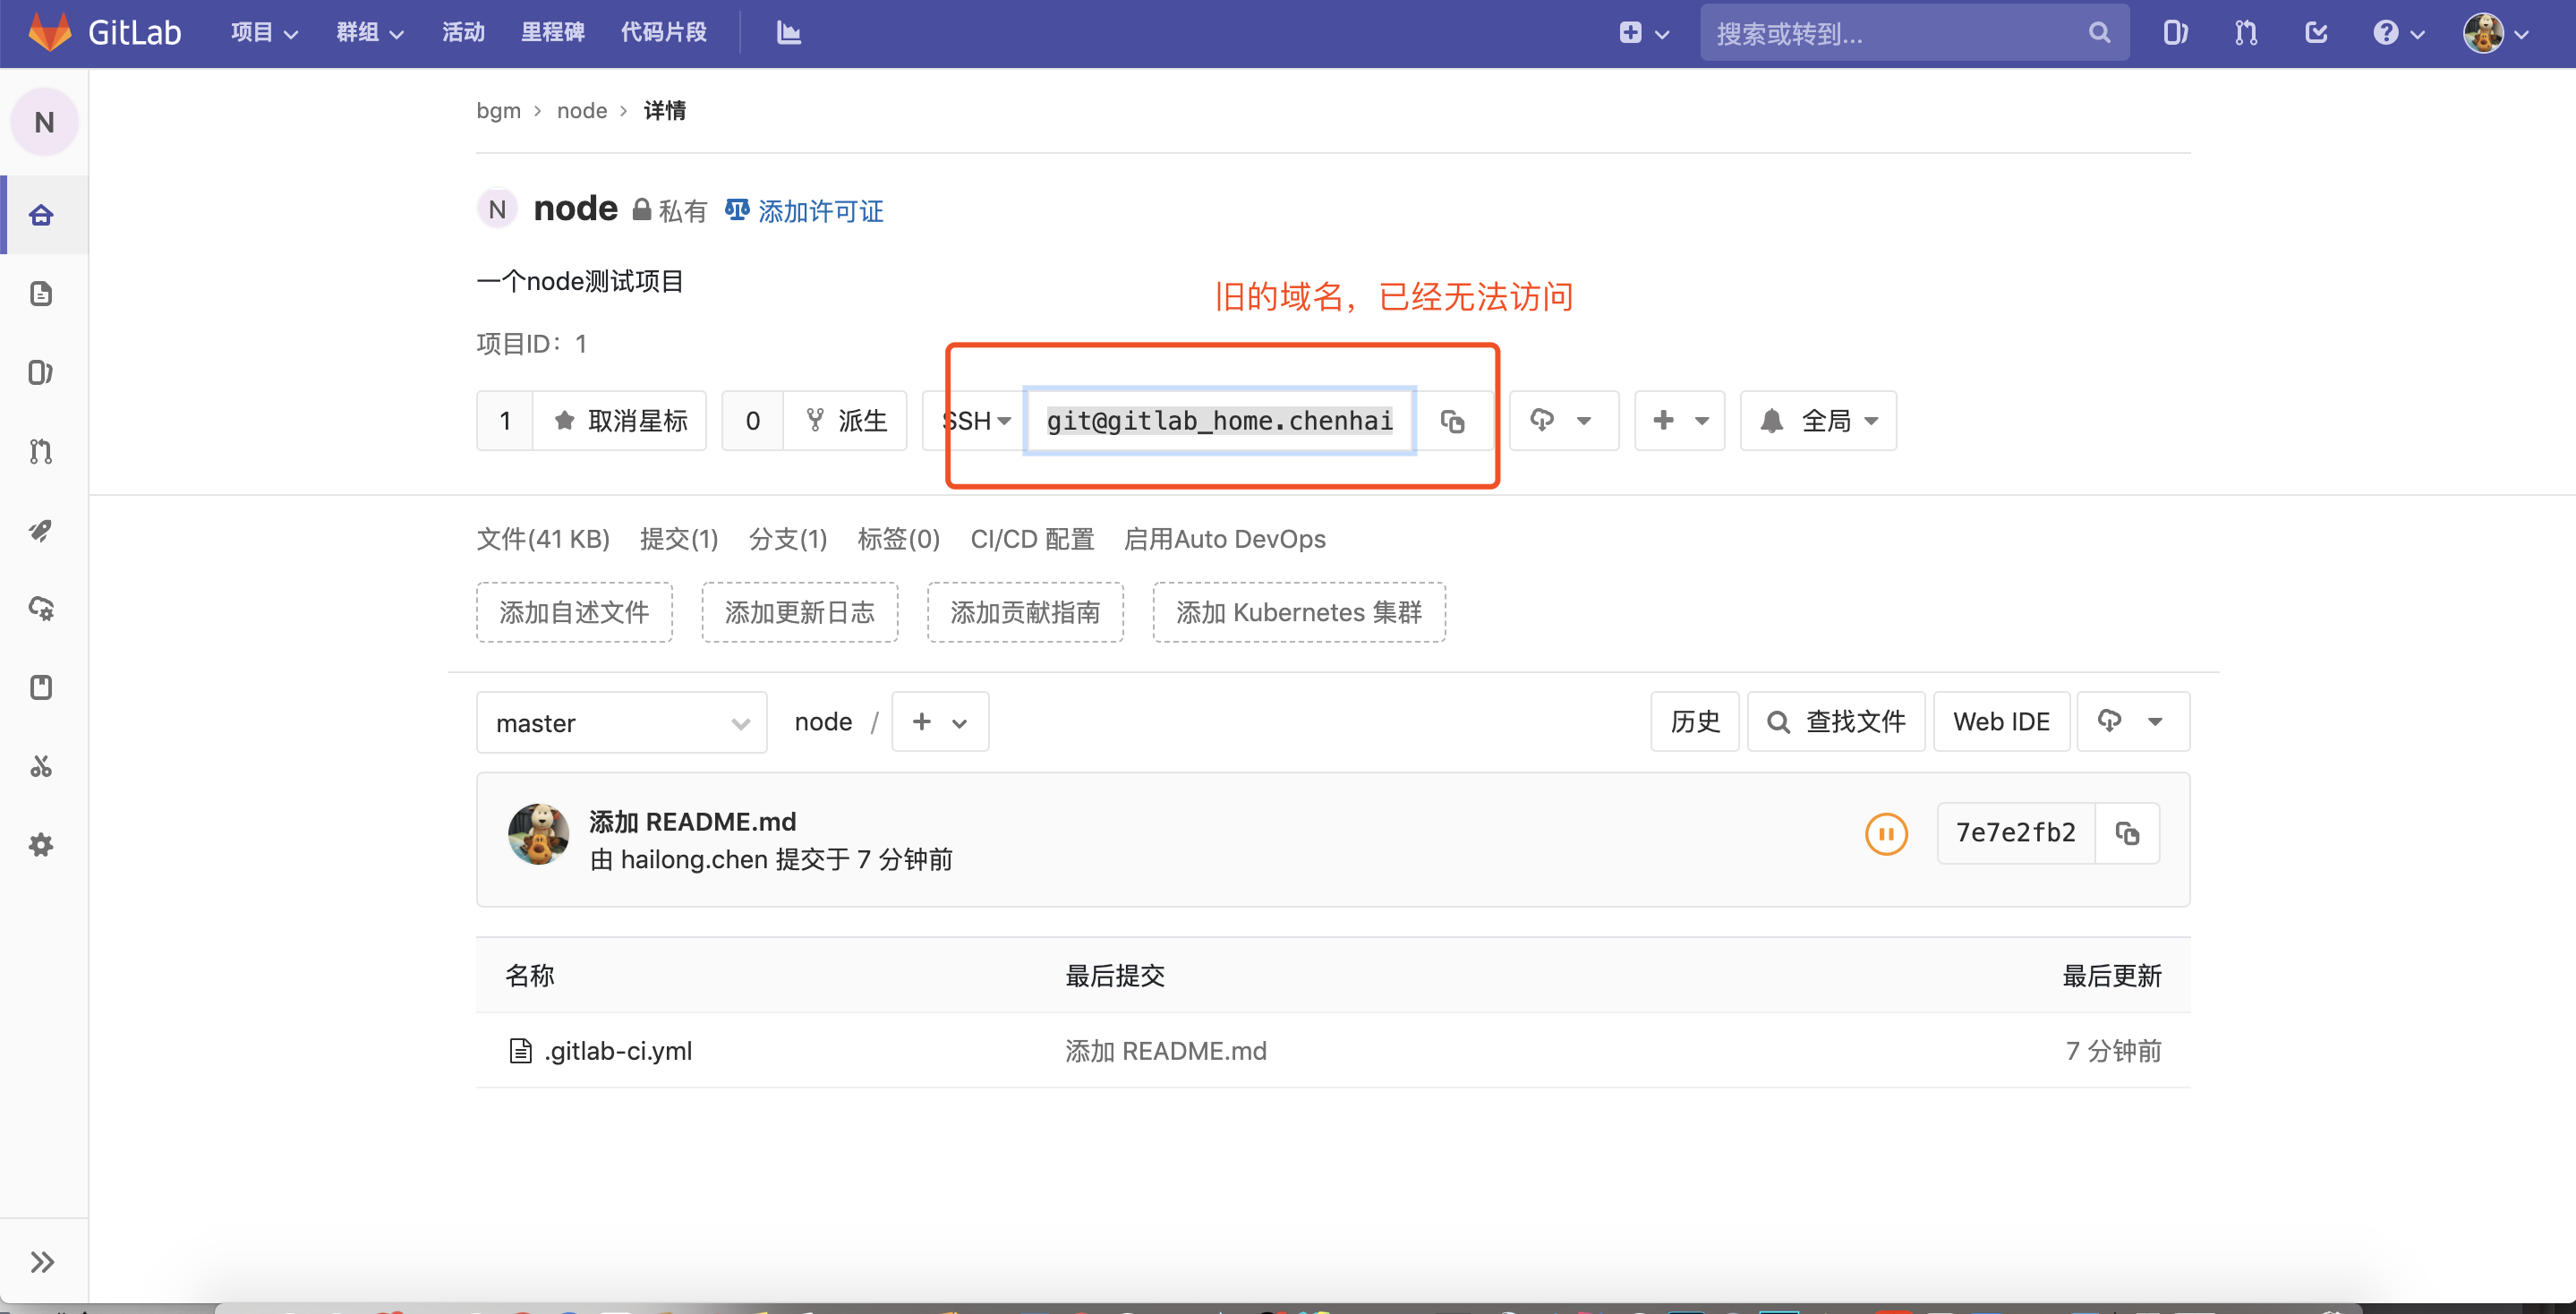 GitLab 项目 群组 活动 里程碑 代码片段 搜索或转到...
N
bgm > node > 详情
N node 私有 添加许可证
一个node测试项目
旧的域名，已经无法访问
项目ID：1
1 取消星标 0 派生 SSH git@gitlab_home.chenhai 全局
文件(41 KB) 提交(1) 分支(1) 标签(0) CI/CD 配置 启用Auto DevOps
添加自述文件 添加更新日志 添加贡献指南 添加 Kubernetes 集群
master node / + 历史 查找文件 Web IDE
添加 README.md
由 hailong.chen 提交于 7 分钟前
7e7e2fb2
名称 最后提交 最后更新
.gitlab-ci.yml 添加 README.md 7 分钟前